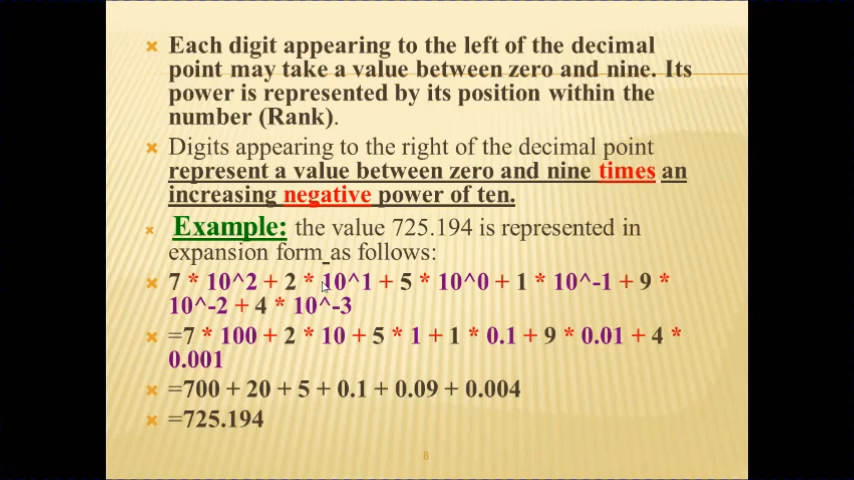 Each digit appearing to the left of the decimal
point may take a value between zero and nine. Its
power is represented by its position within the
number (Rank).
Digits appearing to the right of the decimal point
represent a value between zero and nine times an
increasing negative power of ten.
Example: the value 725.194 is represented in
expansion form as follows:
7 * 10^2 + 2 * 10^1 + 5 * 10^0 + 1 * 10^-1 + 9 *
10^-2 + 4 * 10^-3
=7 * 100 + 2 * 10 + 5 * 1 + 1 * 0.1 + 9 * 0.01 + 4 *
0.001
=700 + 20 + 5 + 0.1 + 0.09 + 0.004
=725.194
8